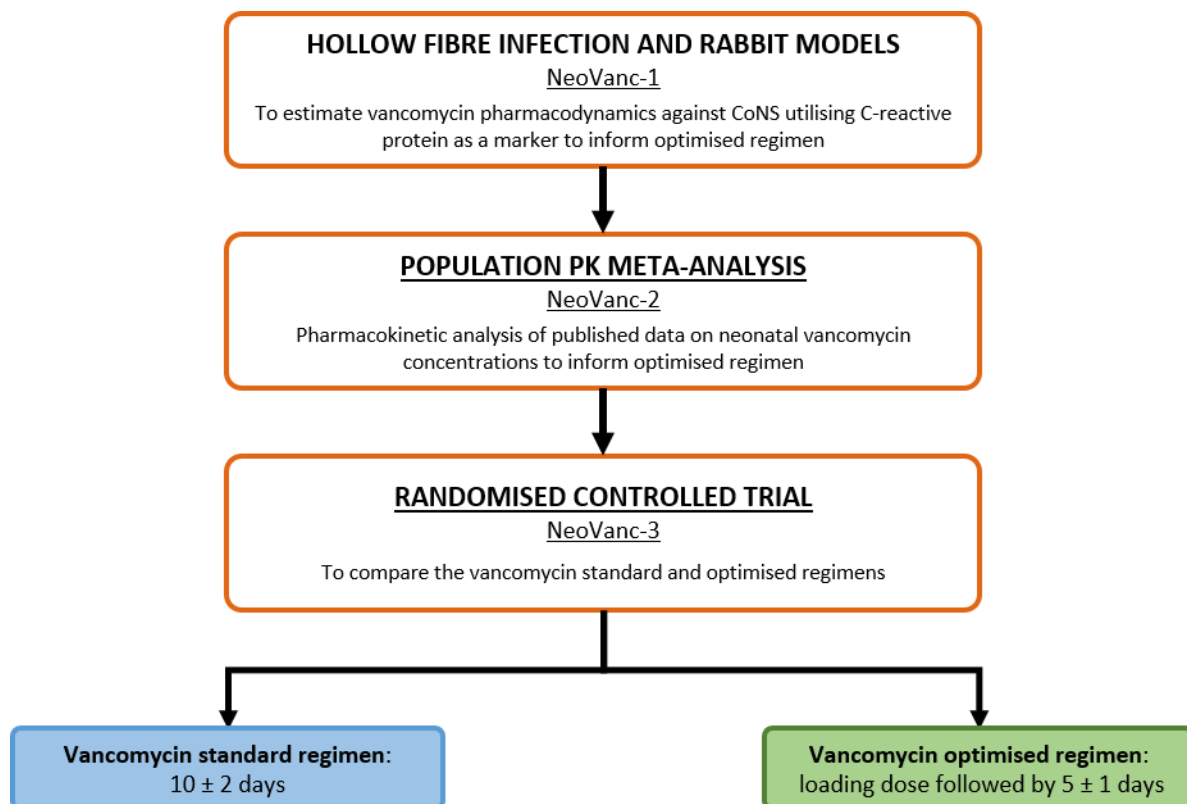 HOLLOW FIBRE INFECTION AND RABBIT MODELS
NeoVanc-1
To estimate vancomycin pharmacodynamics against CoNS utilising C-reactive
protein as a marker to inform optimised regimen
POPULATION PK META-ANALYSIS
NeoVanc-2
Pharmacokinetic analysis of published data on neonatal vancomycin
concentrations to inform optimised regimen
RANDOMISED CONTROLLED TRIAL
NeoVanc-3
To compare the vancomycin standard and optimised regimens
Vancomycin standard regimen:
10 ± 2 days
Vancomycin optimised regimen:
loading dose followed by 5 ± 1 days